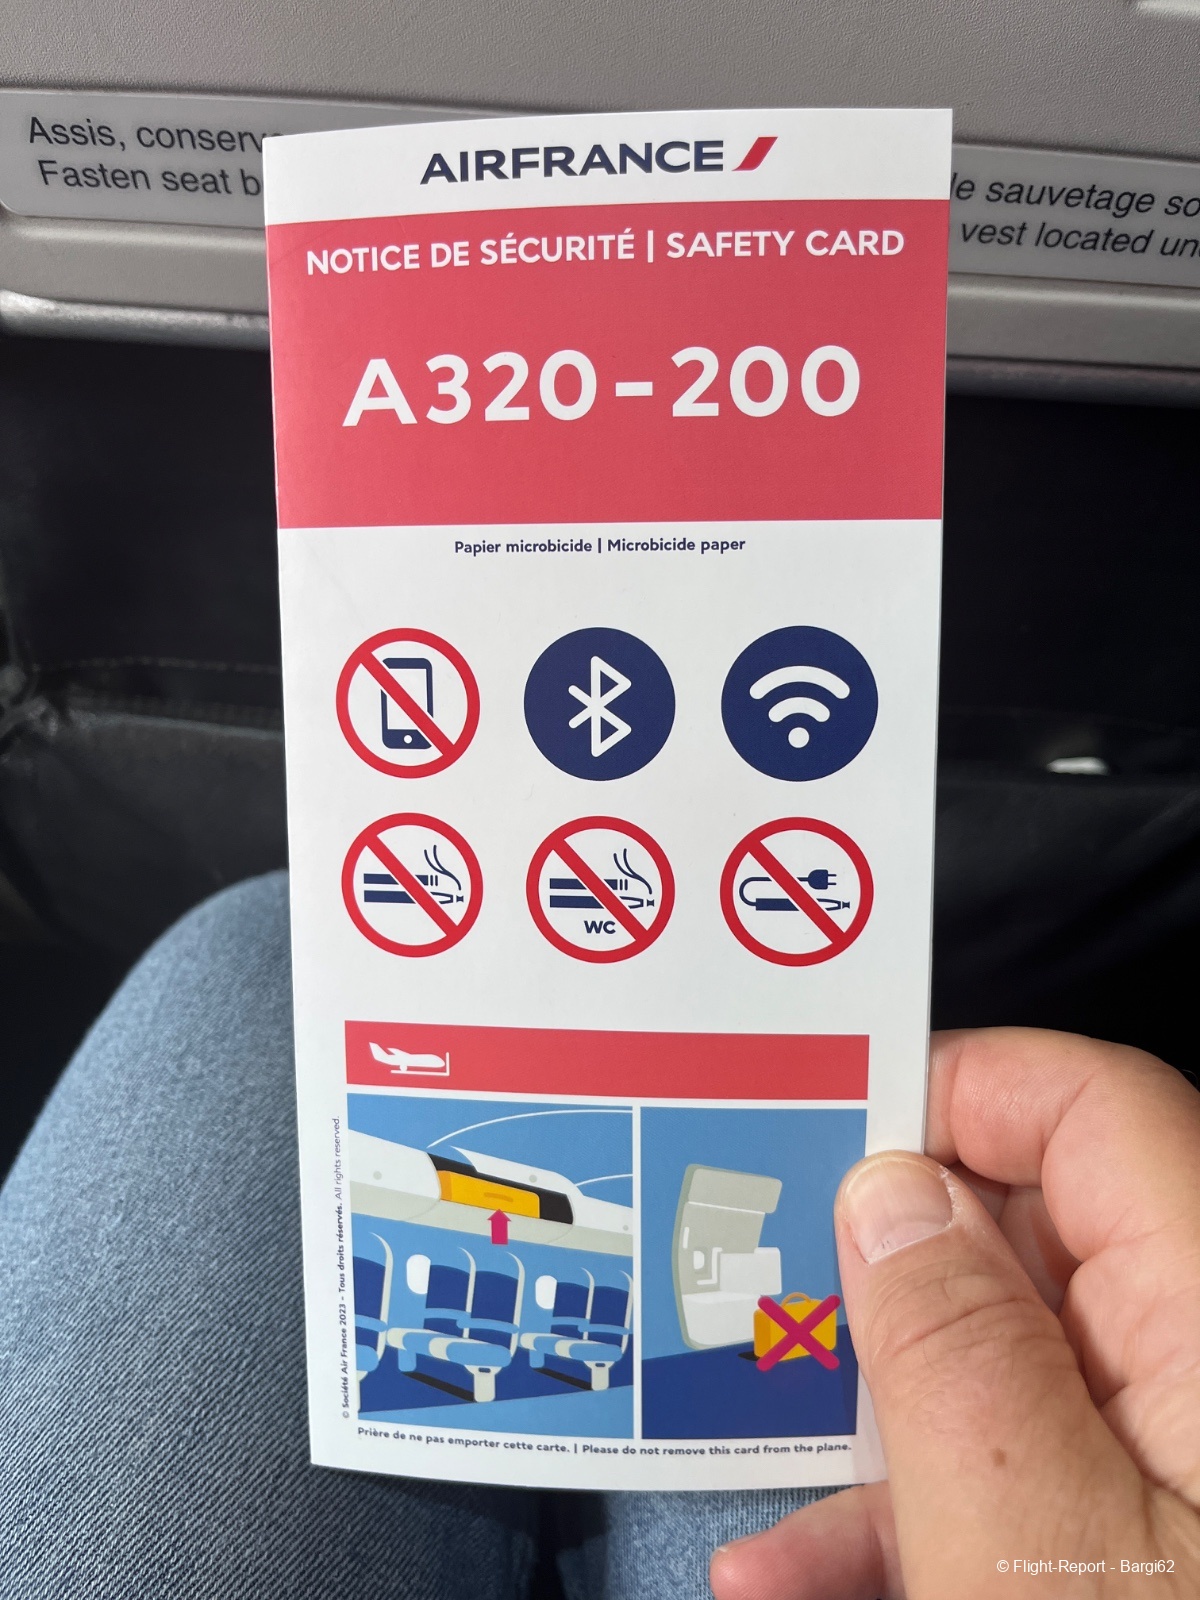 Assis, conserv
Fasten seat b
le sauvetage so
vest located un
AIRFRANCE
NOTICE DE SÉCURITÉ | SAFETY CARD
A320-200
Papier microbicide | Microbicide paper
WC
© Société Air France 2023 - Tous droits réservés. All rights reserved.
Prière de ne pas emporter cette carte. | Please do not remove this card from the plane.
© Flight-Report - Bargi62